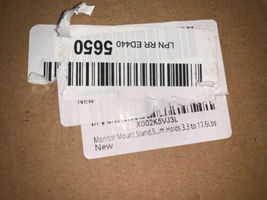 LPN RR ED440
5650
X002K5VJ3L
Monitor Mount Stand,S...m Holds 3.3 to 17.6Lbs
New